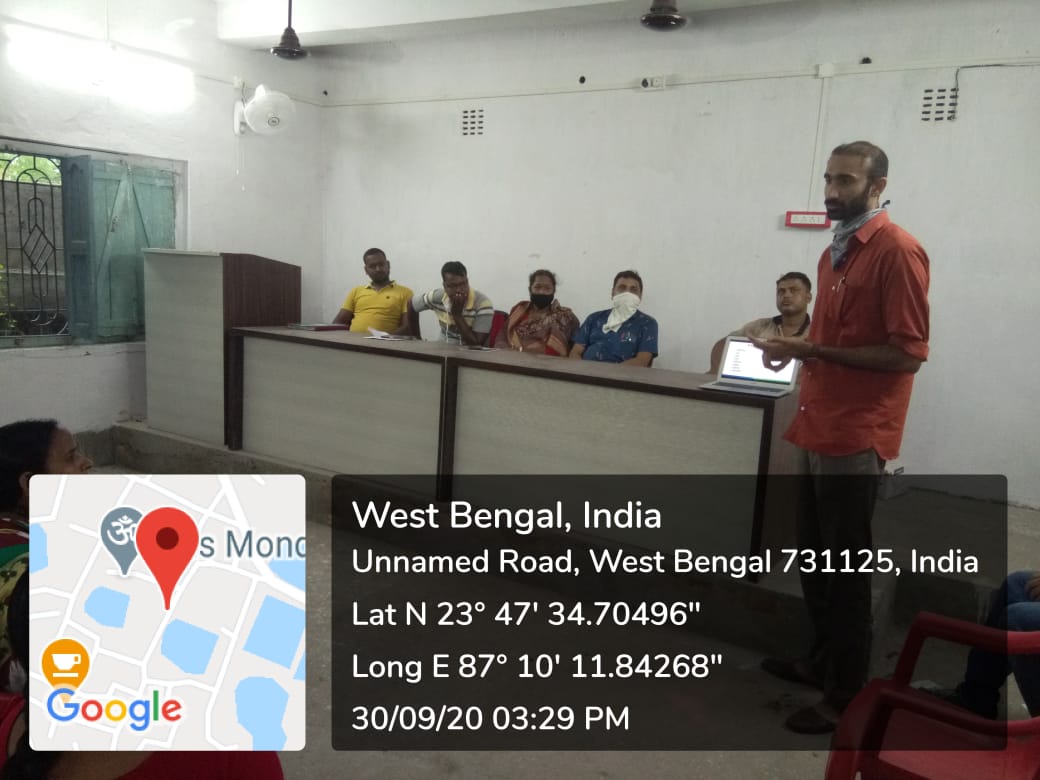 ॐ
s Monc
Google
West Bengal, India
Unnamed Road, West Bengal 731125, India
Lat N 23° 47' 34.70496"
Long E 87° 10' 11.84268"
30/09/20 03:29 PM